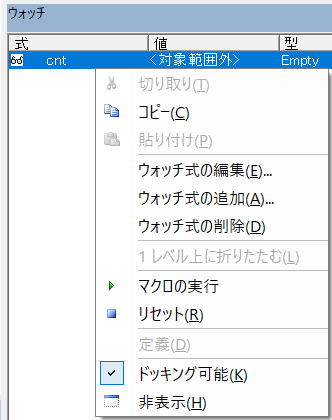 ウォッチ
式 値 型
cnt <対象範囲外> Empty
切り取り(T)
コピー(C)
貼り付け(P)
ウォッチ式の編集(E)...
ウォッチ式の追加(A)...
ウォッチ式の削除(D)
1 レベル上に折りたたむ(L)
マクロの実行
リセット(R)
定義(D)
ドッキング可能(K)
非表示(H)